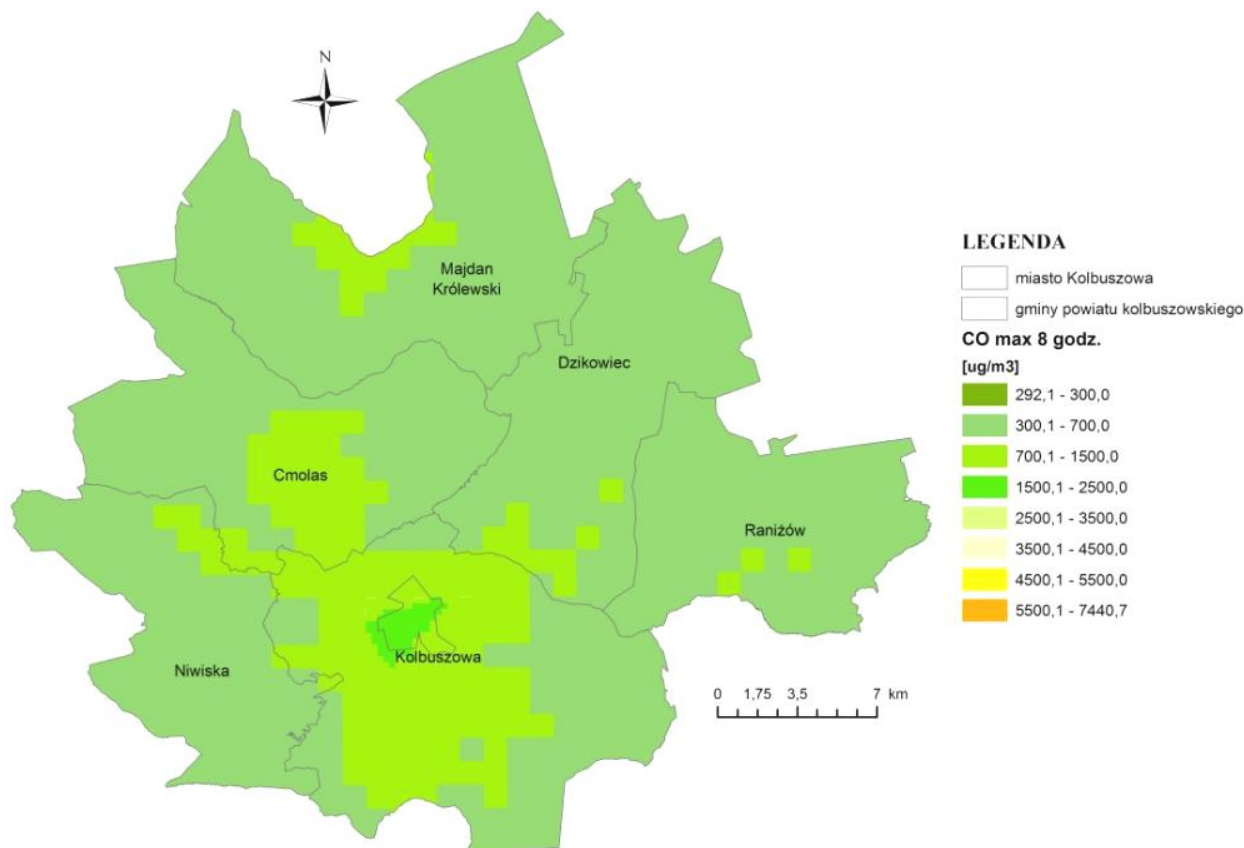 N
Majdan
Królewski
Dzikowiec
Cmolas
Raniżów
Niwiska
Kolbuszowa
LEGENDA
miasto Kolbuszowa
gminy powiatu kolbuszowskiego
CO max 8 godz.
[ug/m3]
292,1 - 300,0
300,1 - 700,0
700,1 - 1500,0
1500,1 - 2500,0
2500,1 - 3500,0
3500,1 - 4500,0
4500,1 - 5500,0
5500,1 - 7440,7
0 1,75 3,5 7 km